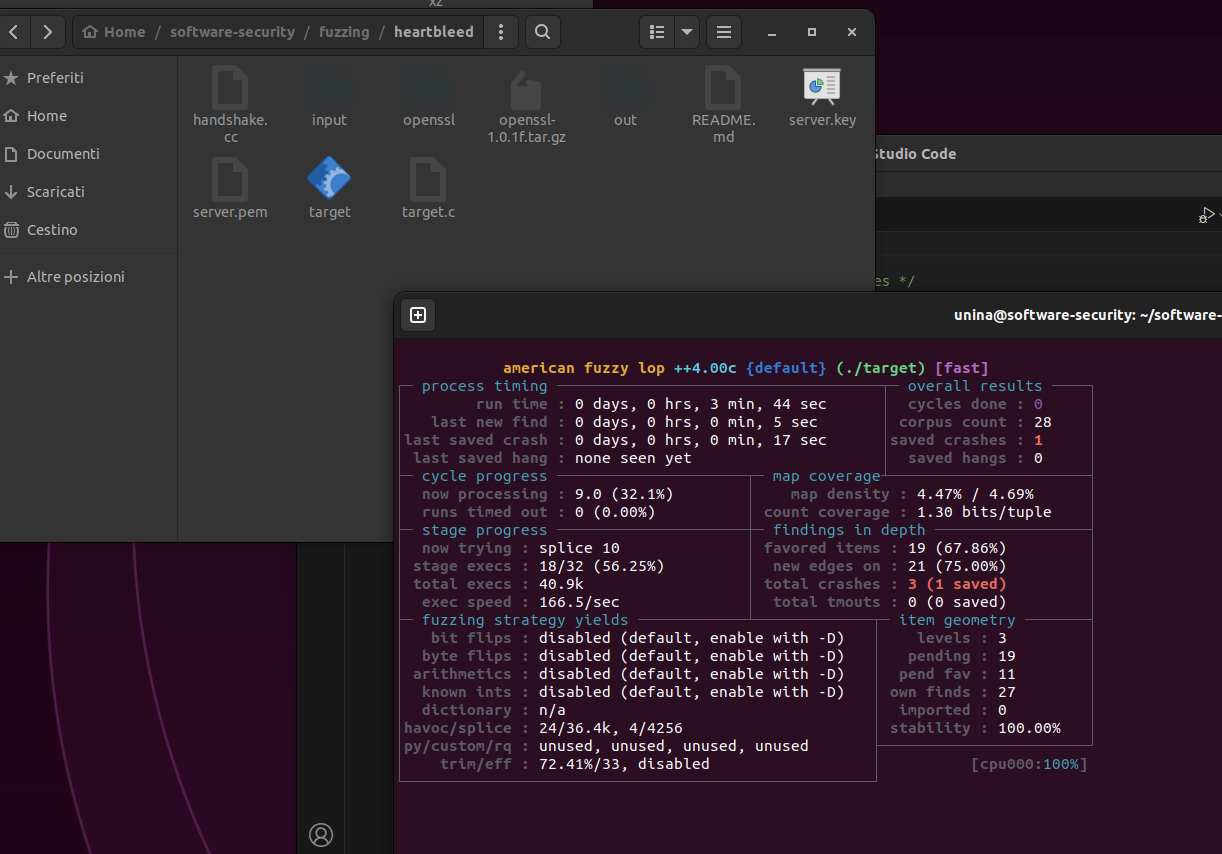 xz
Home / software-security / fuzzing / heartbleed
Preferiti
Home
Documenti
Scaricati
Cestino
Altre posizioni
handshake.
cc
input
openssl
openssl-
1.0.1f.tar.gz
out
README.
md
server.key
server.pem
target
target.c
Studio Code
es */
unina@software-security: ~/software-
american fuzzy lop ++4.00c {default} (./target) [fast]
process timing
run time : 0 days, 0 hrs, 3 min, 44 sec
last new find : 0 days, 0 hrs, 0 min, 5 sec
last saved crash : 0 days, 0 hrs, 0 min, 17 sec
last saved hang : none seen yet
overall results
cycles done : 0
corpus count : 28
saved crashes : 1
saved hangs : 0
cycle progress
now processing : 9.0 (32.1%)
runs timed out : 0 (0.00%)
map coverage
map density : 4.47% / 4.69%
count coverage : 1.30 bits/tuple
stage progress
now trying : splice 10
stage execs : 18/32 (56.25%)
total execs : 40.9k
exec speed : 166.5/sec
findings in depth
favored items : 19 (67.86%)
new edges on : 21 (75.00%)
total crashes : 3 (1 saved)
total tmouts : 0 (0 saved)
fuzzing strategy yields
bit flips : disabled (default, enable with -D)
byte flips : disabled (default, enable with -D)
arithmetics : disabled (default, enable with -D)
known ints : disabled (default, enable with -D)
dictionary : n/a
havoc/splice : 24/36.4k, 4/4256
py/custom/rq : unused, unused, unused, unused
trim/eff : 72.41%/33, disabled
item geometry
levels : 3
pending : 19
pend fav : 11
own finds : 27
imported : 0
stability : 100.00%
[cpu000:100%]